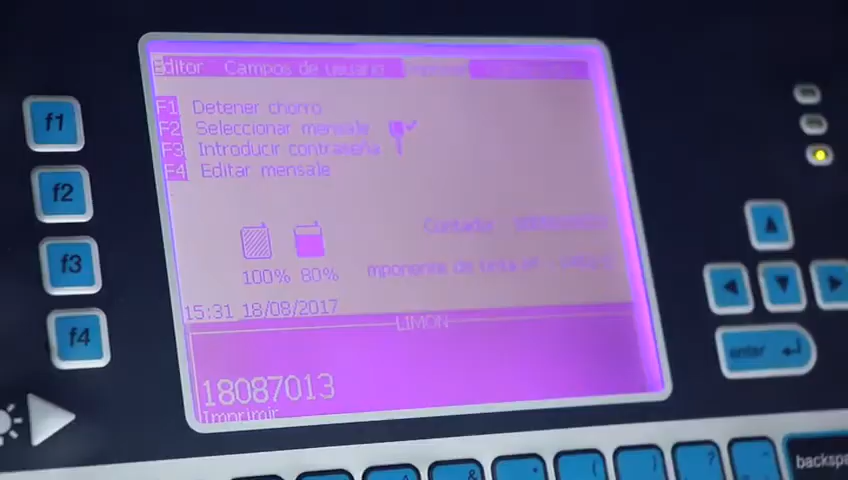 Editor Campos de usuario
F1 Detener chorro
F2 Seleccionar mensaje
F3 Introducir contraseña
F4 Editar mensaje
Contador
100% 80%
mponente de tinta
15:31 18/08/2017
LIMON
18087013
Imprimir
f1
f2
f3
f4
enter
backspa